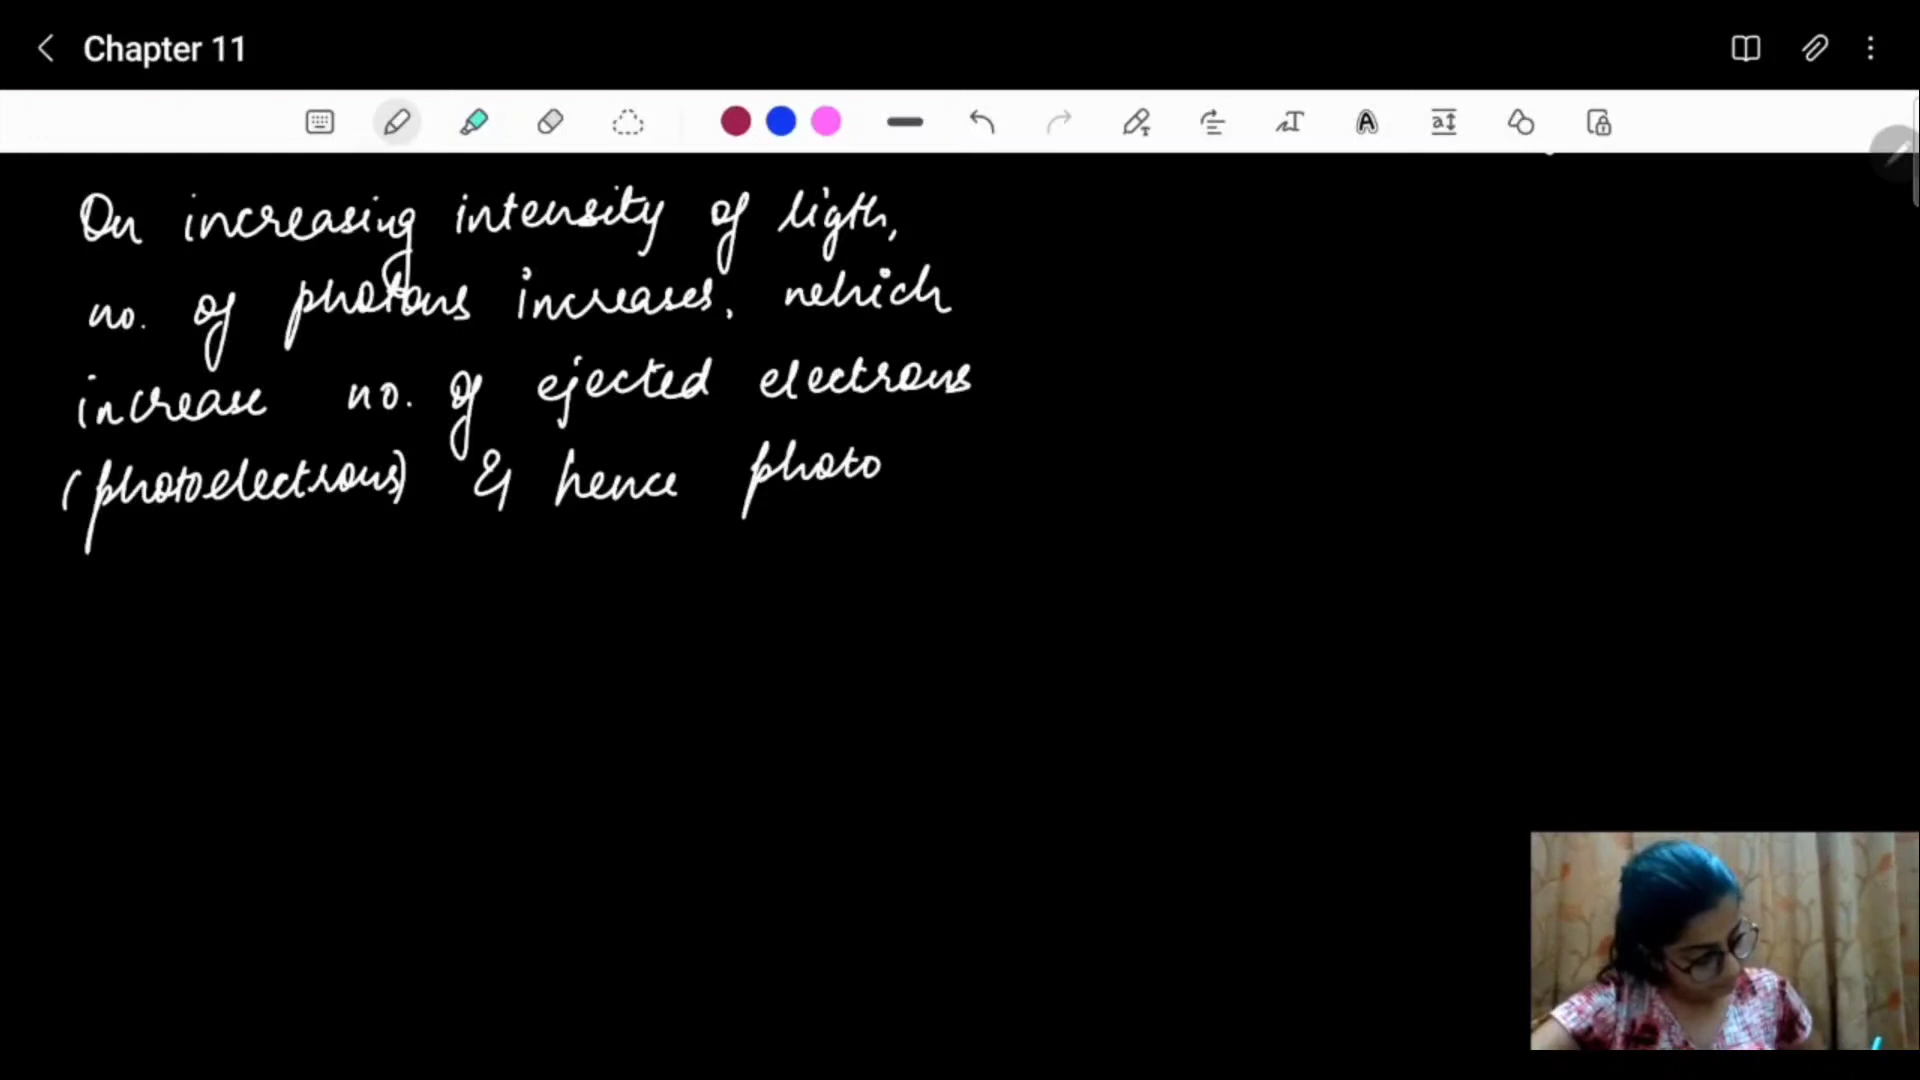 Chapter 11
On increasing intensity of ligth,
no. of photons increases, which
increase no. of ejected electrons
(photoelectrons) & hence photo